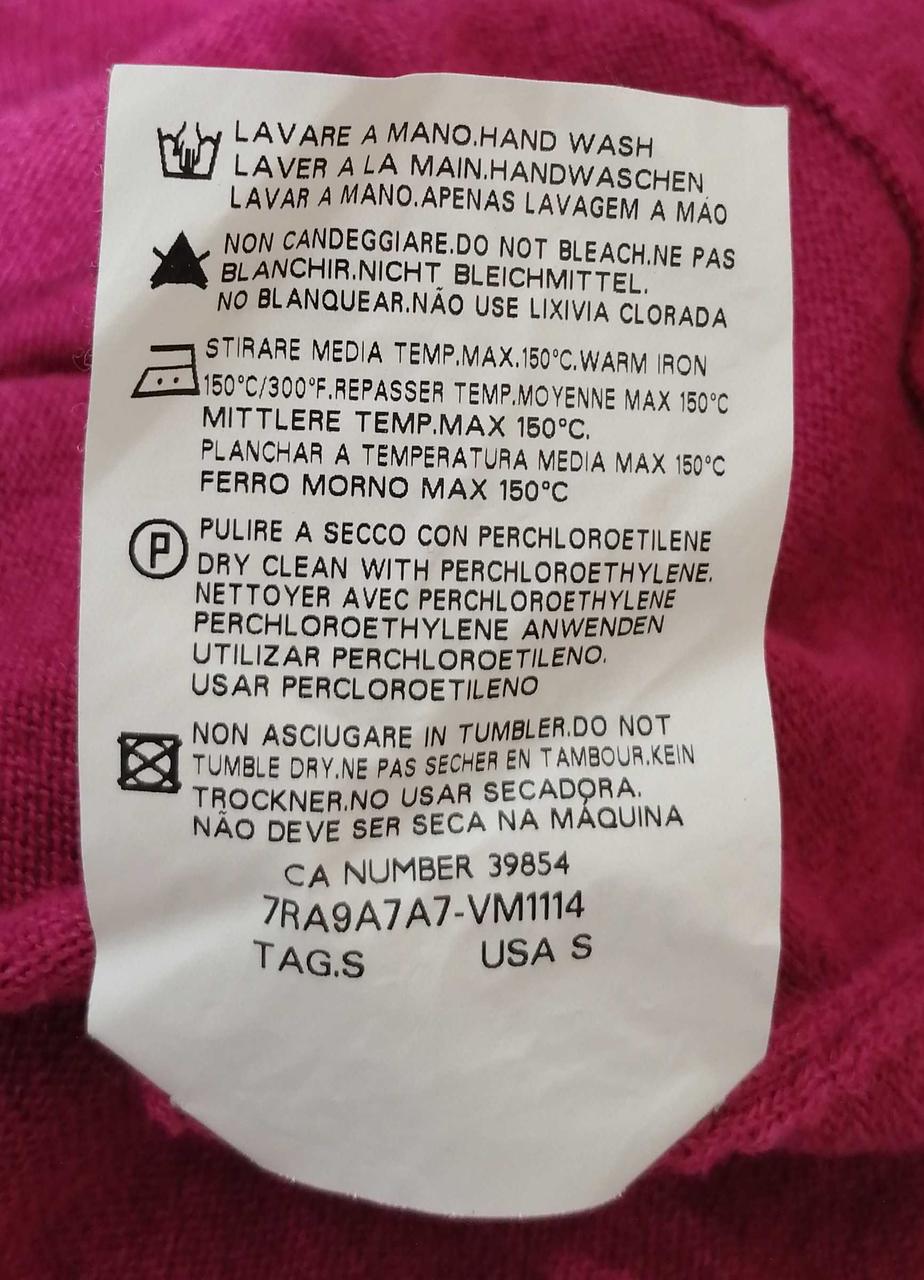 LAVARE A MANO.HAND WASH
LAVER A LA MAIN.HANDWASCHEN
LAVAR A MANO.APENAS LAVAGEM A MÃO
NON CANDEGGIARE.DO NOT BLEACH.NE PAS
BLANCHIR.NICHT BLEICHMITTEL.
NO BLANQUEAR.NÃO USE LIXIVIA CLORADA
STIRARE MEDIA TEMP.MAX.150°C.WARM IRON
150°C/300°F.REPASSER TEMP.MOYENNE MAX 150°C
MITTLERE TEMP.MAX 150°C.
PLANCHAR A TEMPERATURA MEDIA MAX 150°C
FERRO MORNO MAX 150°C
P PULIRE A SECCO CON PERCHLOROETILENE
DRY CLEAN WITH PERCHLOROETHYLENE.
NETTOYER AVEC PERCHLOROETHYLENE
PERCHLOROETHYLENE ANWENDEN
UTILIZAR PERCHLOROETILENO.
USAR PERCLOROETILENO
NON ASCIUGARE IN TUMBLER.DO NOT
TUMBLE DRY.NE PAS SECHER EN TAMBOUR.KEIN
TROCKNER.NO USAR SECADORA.
NÃO DEVE SER SECA NA MÁQUINA
CA NUMBER 39854
7RA9A7A7-VM1114
TAG.S USA S